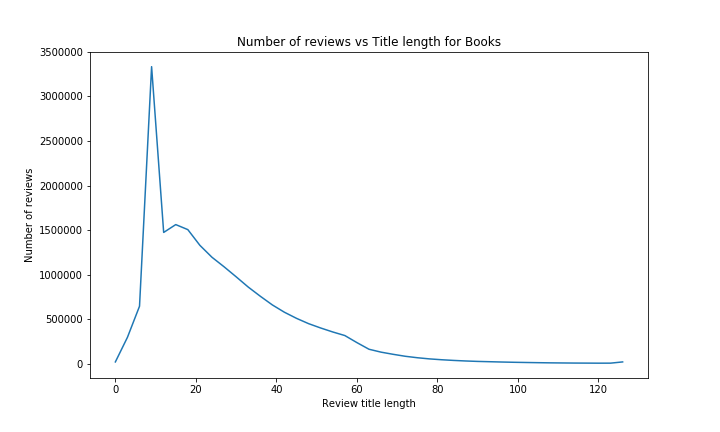 Number of reviews vs Title length for Books
3500000
3000000
2500000
2000000
1500000
1000000
500000
0
Number of reviews
0 20 40 60 80 100 120
Review title length